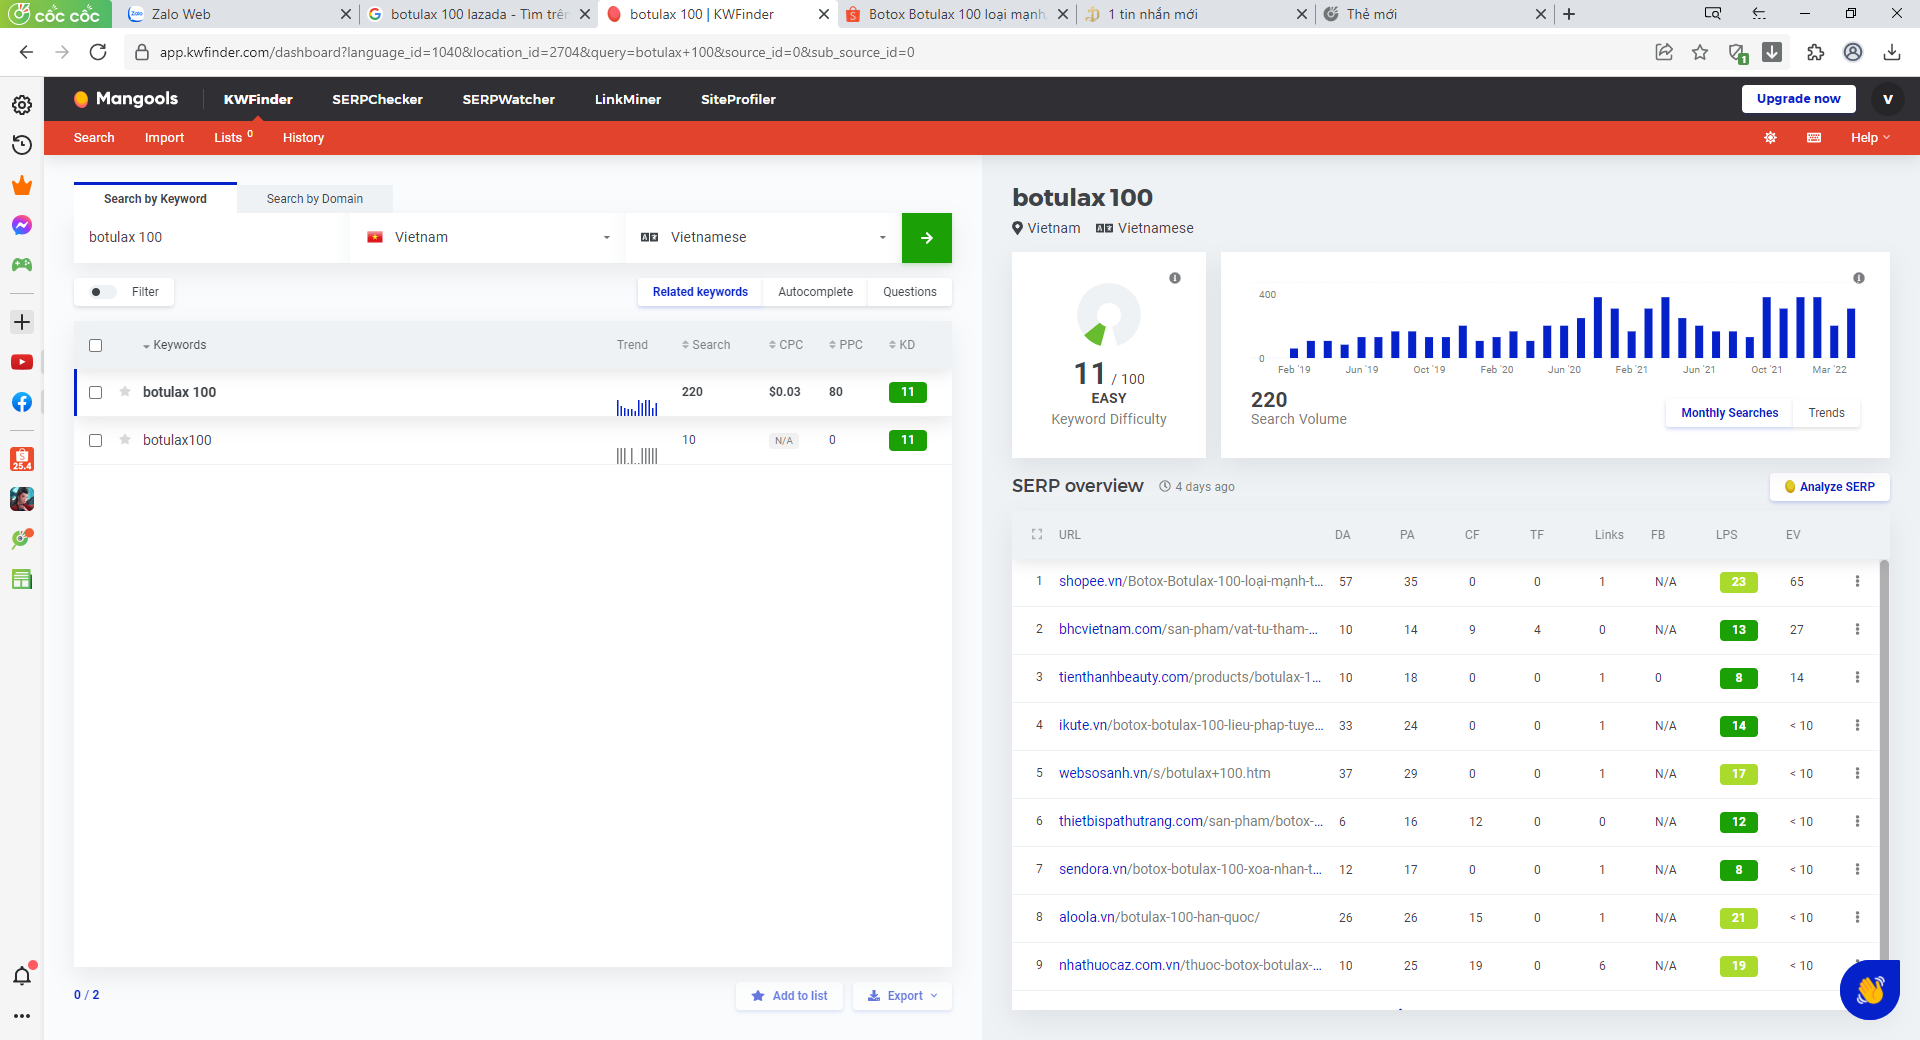 cốc cốc
Zalo Web
botulax 100 lazada - Tìm trên
botulax 100 | KWFinder
Botox Botulax 100 loại mạnh,
1 tin nhắn mới
Thẻ mới
app.kwfinder.com/dashboard?language_id=1040&location_id=2704&query=botulax+100&source_id=0&sub_source_id=0
1
Mangools
KWFinder
SERPChecker
SERPWatcher
LinkMiner
SiteProfiler
Upgrade now
V
Search
Import
Lists 0
History
Help
25.4
Search by Keyword
Search by Domain
botulax 100
Vietnam
Vietnamese
Filter
Related keywords
Autocomplete
Questions
Keywords Trend Search CPC PPC KD
botulax 100 220 $0.03 80 11
botulax100 10 N/A 0 11
0 / 2
Add to list
Export
botulax 100
Vietnam
Vietnamese
11 / 100
EASY
Keyword Difficulty
400
0
Feb '19 Jun '19 Oct '19 Feb '20 Jun '20 Feb '21 Jun '21 Oct '21 Mar '22
220
Search Volume
Monthly Searches
Trends
SERP overview
4 days ago
Analyze SERP
URL DA PA CF TF Links FB LPS EV
1 shopee.vn/Botox-Botulax-100-loại-mạnh-t... 57 35 0 0 1 N/A 23 65
2 bhcvietnam.com/san-pham/vat-tu-tham-... 10 14 9 4 0 N/A 13 27
3 tienthanhbeauty.com/products/botulax-1... 10 18 0 0 1 0 8 14
4 ikute.vn/botox-botulax-100-lieu-phap-tuye... 33 24 0 0 1 N/A 14 < 10
5 websosanh.vn/s/botulax+100.htm 37 29 0 0 1 N/A 17 < 10
6 thietbispathutrang.com/san-pham/botox-... 6 16 12 0 0 N/A 12 < 10
7 sendora.vn/botox-botulax-100-xoa-nhan-t... 12 17 0 0 1 N/A 8 < 10
8 aloola.vn/botulax-100-han-quoc/ 26 26 15 0 1 N/A 21 < 10
9 nhathuocaz.com.vn/thuoc-botox-botulax-... 10 25 19 0 6 N/A 19 < 10